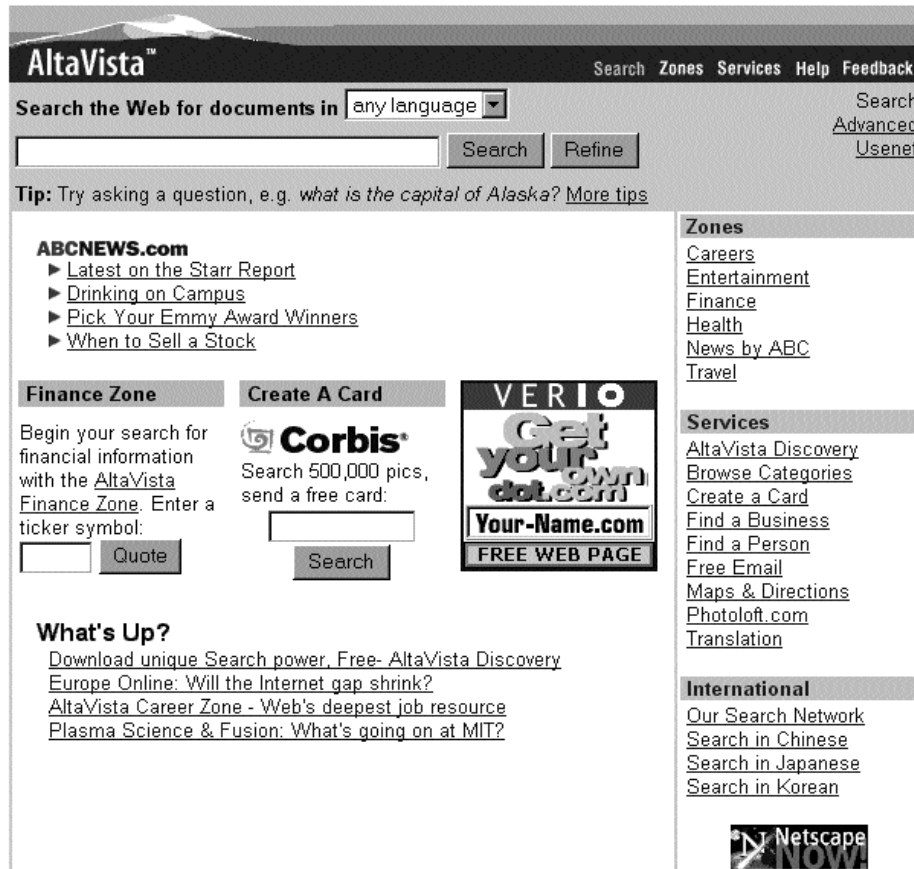 AltaVista™
Search Zones Services Help Feedback
Search the Web for documents in any language
Search Refine
Search
Advanced
Usenet
Tip: Try asking a question, e.g. what is the capital of Alaska? More tips
ABCNEWS.com
Latest on the Starr Report
Drinking on Campus
Pick Your Emmy Award Winners
When to Sell a Stock
Finance Zone
Begin your search for
financial information
with the AltaVista
Finance Zone. Enter a
ticker symbol:
Quote
Create A Card
Corbis
Search 500,000 pics,
send a free card:
Search
VERIO
Get
your
own
dot.com
Your-Name.com
FREE WEB PAGE
What's Up?
Download unique Search power, Free- AltaVista Discovery
Europe Online: Will the Internet gap shrink?
AltaVista Career Zone - Web's deepest job resource
Plasma Science & Fusion: What's going on at MIT?
Zones
Careers
Entertainment
Finance
Health
News by ABC
Travel
Services
AltaVista Discovery
Browse Categories
Create a Card
Find a Business
Find a Person
Free Email
Maps & Directions
Photoloft.com
Translation
International
Our Search Network
Search in Chinese
Search in Japanese
Search in Korean
N Netscape
NOW!